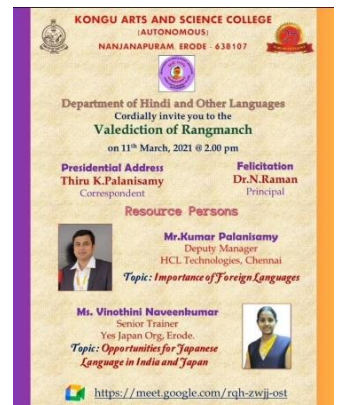 KONGU ARTS AND SCIENCE COLLEGE
(AUTONOMOUS)
NANJANAPURAM ERODE - 638107
Department of Hindi and Other Languages
Cordially invite you to the
Valediction of Rangmanch
on 11th March, 2021 @ 2.00 pm
Presidential Address
Thiru K.Palanisamy
Correspondent
Felicitation
Dr.N.Raman
Principal
Resource Persons
Mr.Kumar Palanisamy
Deputy Manager
HCL Technologies, Chennai
Topic: Importance of Foreign Languages
Ms. Vinothini Naveenkumar
Senior Trainer
Yes Japan Org, Erode.
Topic: Opportunities for Japanese
Language in India and Japan
https://meet.google.com/rqh-zwjj-ost